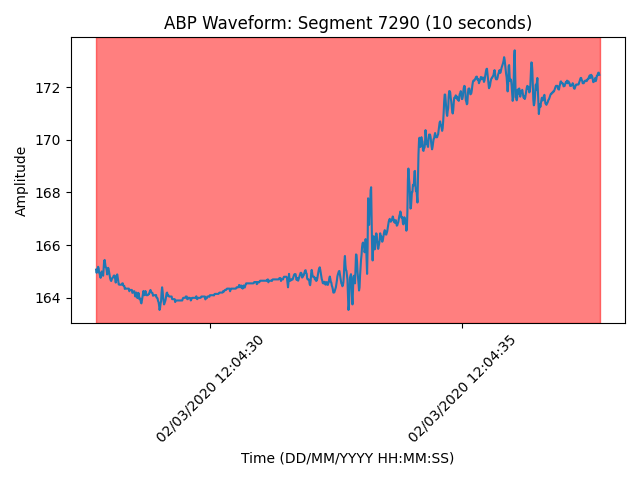 ABP Waveform: Segment 7290 (10 seconds)
172
170
168
166
164
Amplitude
02/03/2020 12:04:30
02/03/2020 12:04:35
Time (DD/MM/YYYY HH:MM:SS)